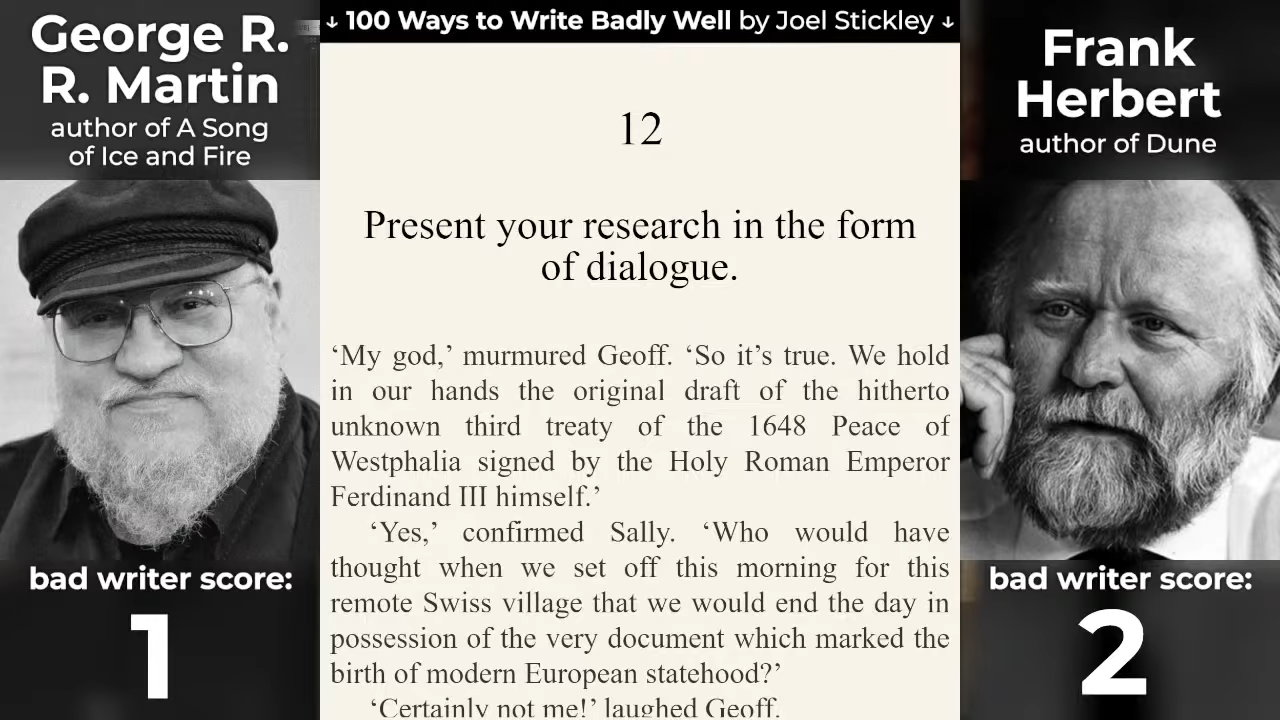 George R.
R. Martin
author of A Song
of Ice and Fire
bad writer score:
1
↓ 100 Ways to Write Badly Well by Joel Stickley ↓
12
Present your research in the form
of dialogue.
‘My god,’ murmured Geoff. ‘So it’s true. We hold
in our hands the original draft of the hitherto
unknown third treaty of the 1648 Peace of
Westphalia signed by the Holy Roman Emperor
Ferdinand III himself.’
‘Yes,’ confirmed Sally. ‘Who would have
thought when we set off this morning for this
remote Swiss village that we would end the day in
possession of the very document which marked the
birth of modern European statehood?’
‘Certainly not me!’ laughed Geoff.
Frank
Herbert
author of Dune
bad writer score:
2